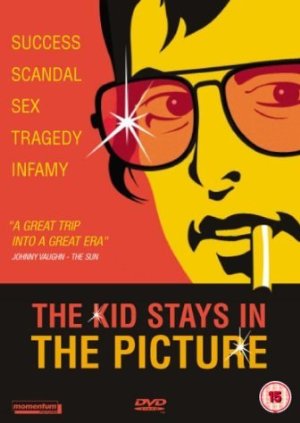 SUCCESS
SCANDAL
SEX
TRAGEDY
INFAMY
"A GREAT TRIP
INTO A GREAT ERA"
JOHNNY VAUGHN - THE SUN
THE KID STAYS IN
THE PICTURE
momentum
DVD
VIDEO
15